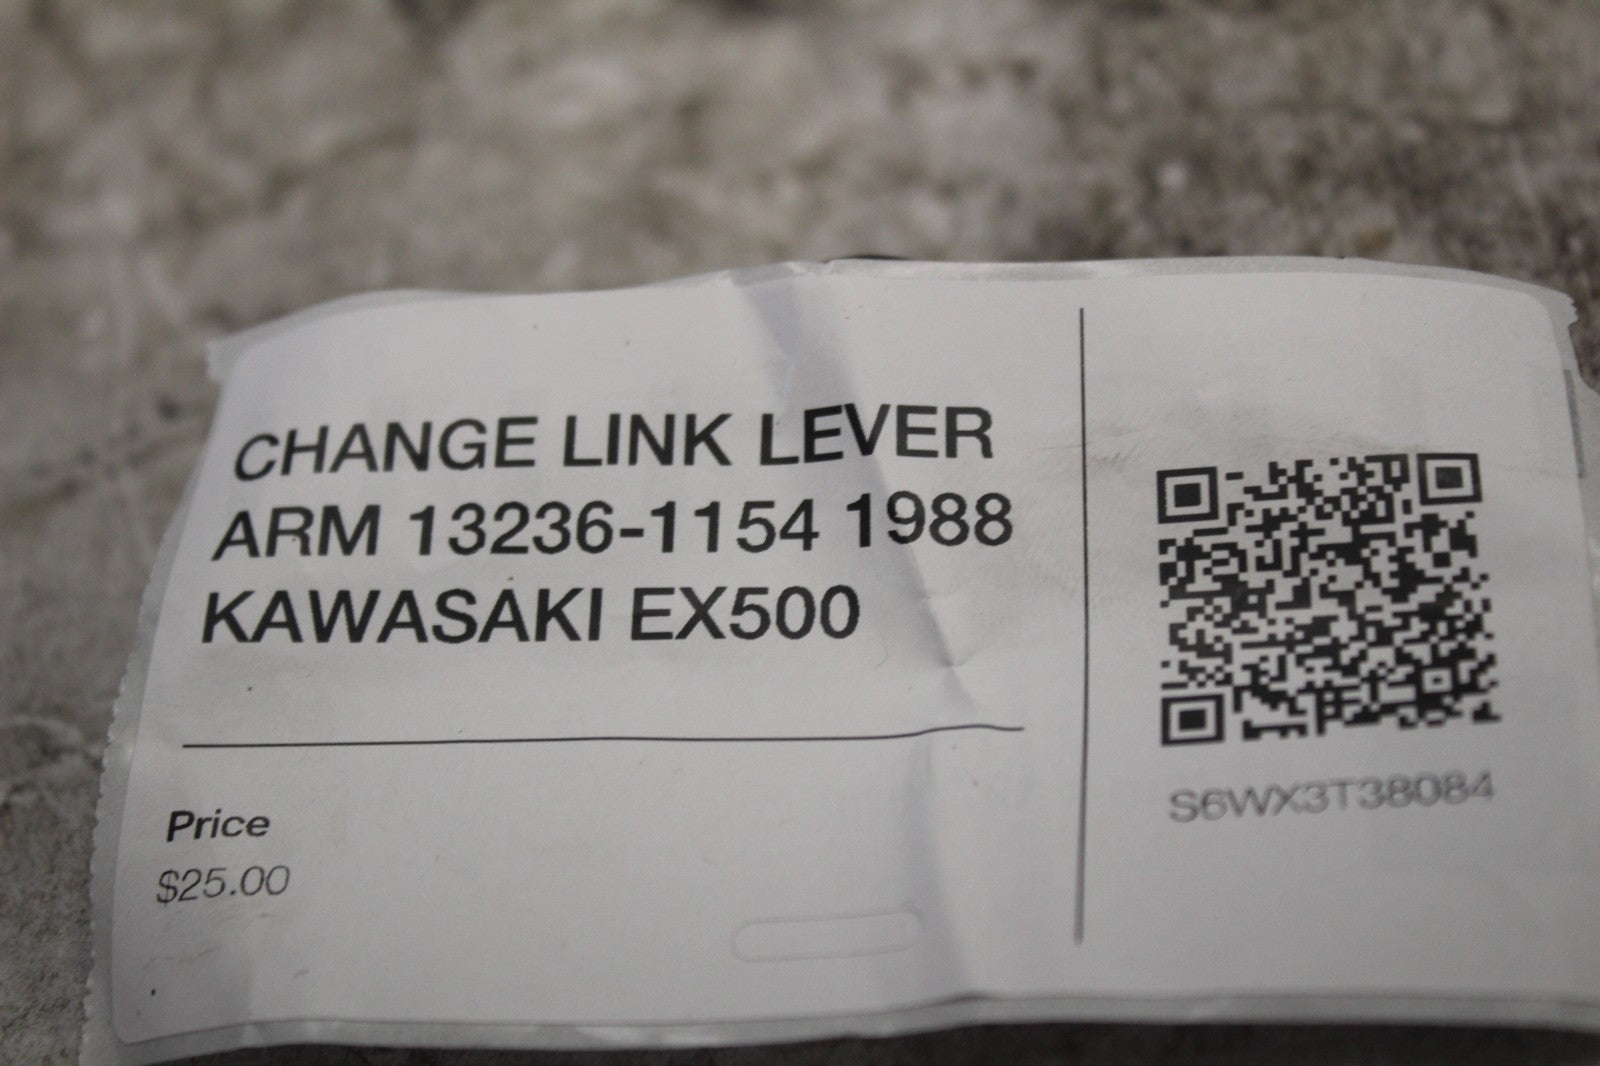 CHANGE LINK LEVER
ARM 13236-1154 1988
KAWASAKI EX500
Price
$25.00
S6WX3T38084